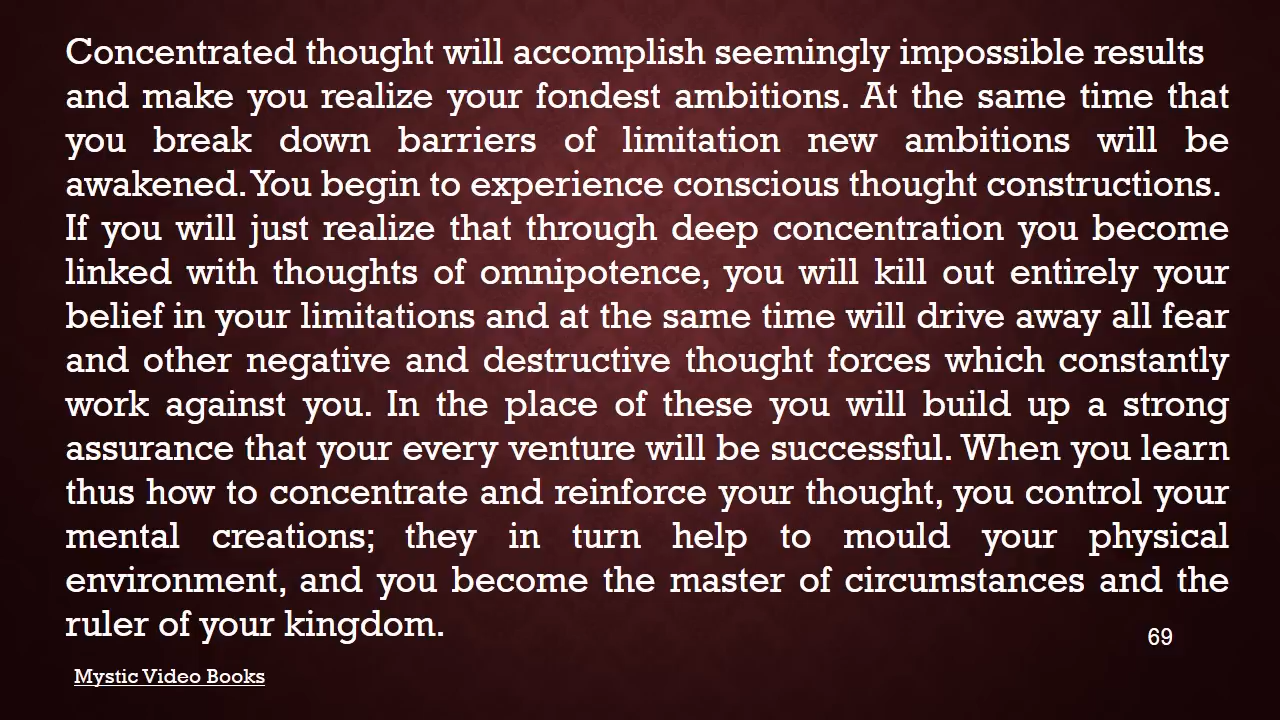 Concentrated thought will accomplish seemingly impossible results
and make you realize your fondest ambitions. At the same time that
you break down barriers of limitation new ambitions will be
awakened. You begin to experience conscious thought constructions.
If you will just realize that through deep concentration you become
linked with thoughts of omnipotence, you will kill out entirely your
belief in your limitations and at the same time will drive away all fear
and other negative and destructive thought forces which constantly
work against you. In the place of these you will build up a strong
assurance that your every venture will be successful. When you learn
thus how to concentrate and reinforce your thought, you control your
mental creations; they in turn help to mould your physical
environment, and you become the master of circumstances and the
ruler of your kingdom.
69
Mystic Video Books